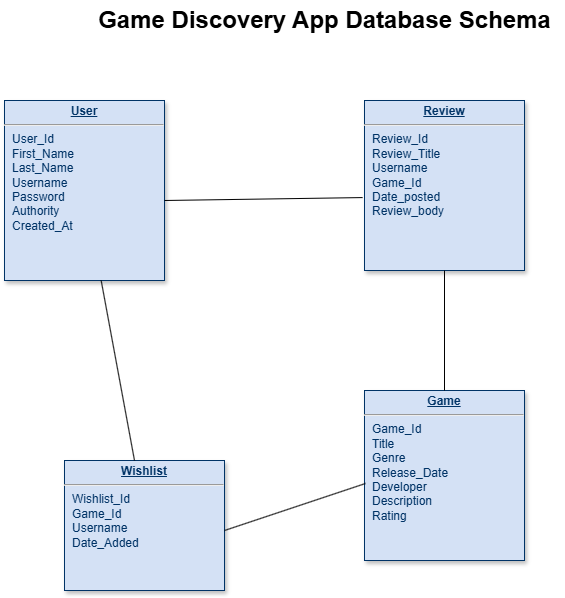 Game Discovery App Database Schema
User
User_Id
First_Name
Last_Name
Username
Password
Authority
Created_At
Review
Review_Id
Review_Title
Username
Game_Id
Date_posted
Review_body
Wishlist
Wishlist_Id
Game_Id
Username
Date_Added
Game
Game_Id
Title
Genre
Release_Date
Developer
Description
Rating